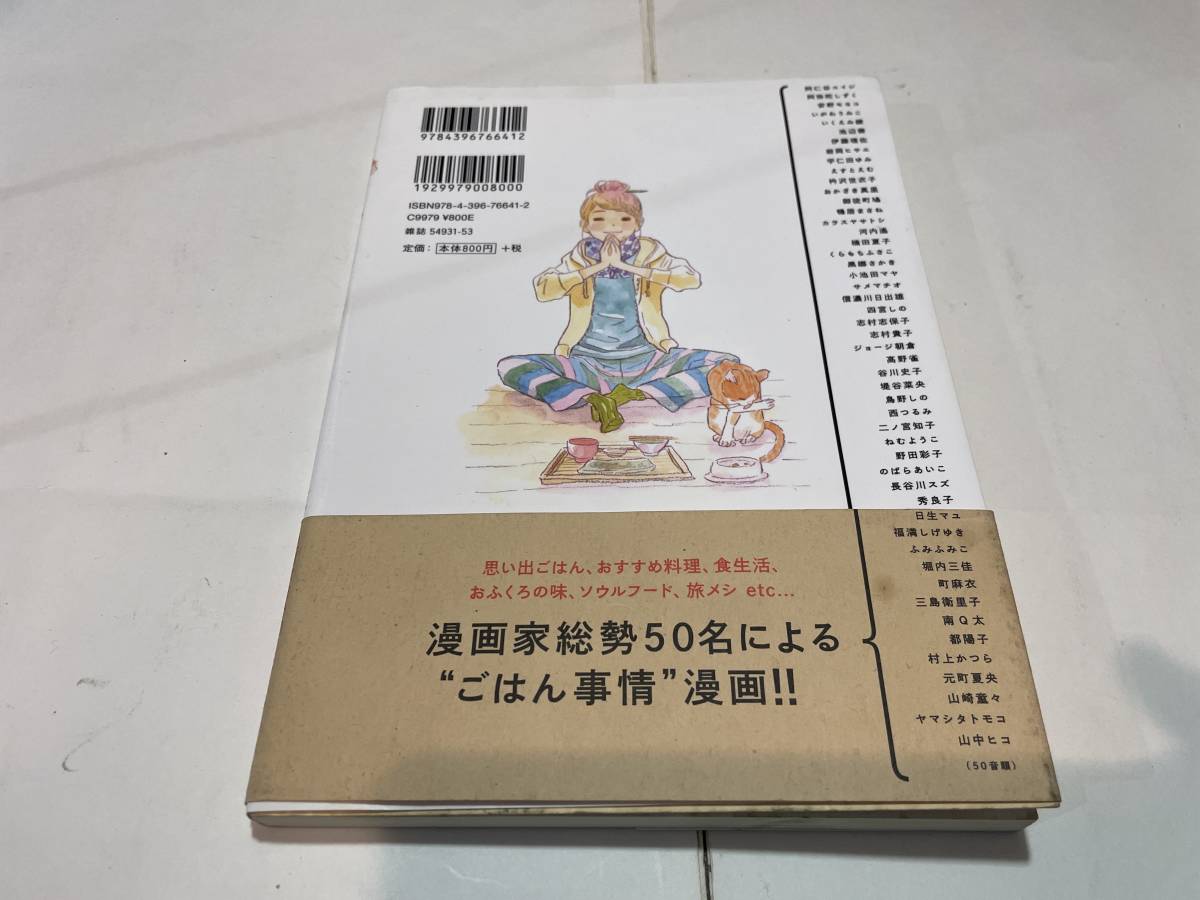 9784396766412
1929979008000
ISBN978-4-396-76641-2
C9979 ¥800E
雑誌 54931-53
定価：本体800円 +税
阿仁谷ユイジ
阿弥陀しずく
安野モヨコ
いがわうみこ
いくえみ綾
池辺葵
伊藤理佐
岩岡ヒサエ
宇仁田ゆみ
えすとえむ
衿沢世衣子
おかざき真里
御徒町鳩
鴨居まさね
カラスヤサトシ
河内遙
磯田夏子
くらもちふさこ
黒郷さかき
小池田マヤ
サメマチオ
信濃川日出雄
四宮しの
志村志保子
志村貴子
ジョージ朝倉
高野雀
谷川史子
堤谷菜央
鳥野しの
西つるみ
二ノ宮知子
ねむようこ
野田彩子
のばらあいこ
長谷川スズ
秀良子
日生マユ
福満しげゆき
ふみふみこ
堀内三佳
町麻衣
三島衛里子
南Q太
都陽子
村上かつら
元町夏央
山崎童々
ヤマシタトモコ
山中ヒコ
(50音順)
思い出ごはん、おすすめ料理、食生活、
おふくろの味、ソウルフード、旅メシ etc...
漫画家総勢50名による
“ごはん事情”漫画!!